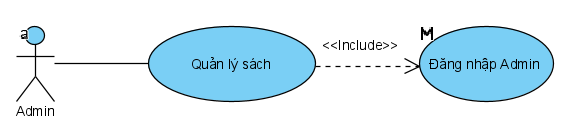 a
M
<<Include>>
Quản lý sách
Đăng nhập Admin
Admin